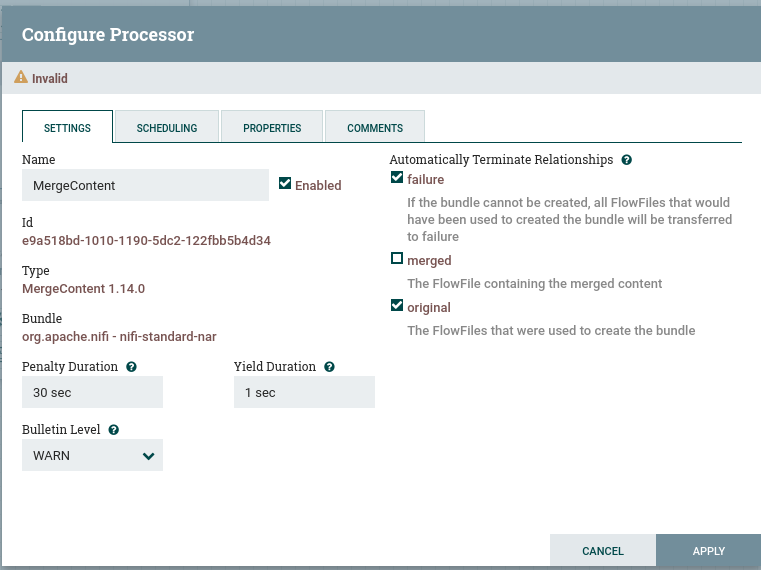 Configure Processor
Invalid
SETTINGS
SCHEDULING
PROPERTIES
COMMENTS
Name
MergeContent
Enabled
Id
e9a518bd-1010-1190-5dc2-122fbb5b4d34
Type
MergeContent 1.14.0
Bundle
org.apache.nifi - nifi-standard-nar
Penalty Duration
30 sec
Yield Duration
1 sec
Bulletin Level
WARN
Automatically Terminate Relationships
failure
If the bundle cannot be created, all FlowFiles that would
have been used to created the bundle will be transferred
to failure
merged
The FlowFile containing the merged content
original
The FlowFiles that were used to create the bundle
CANCEL
APPLY